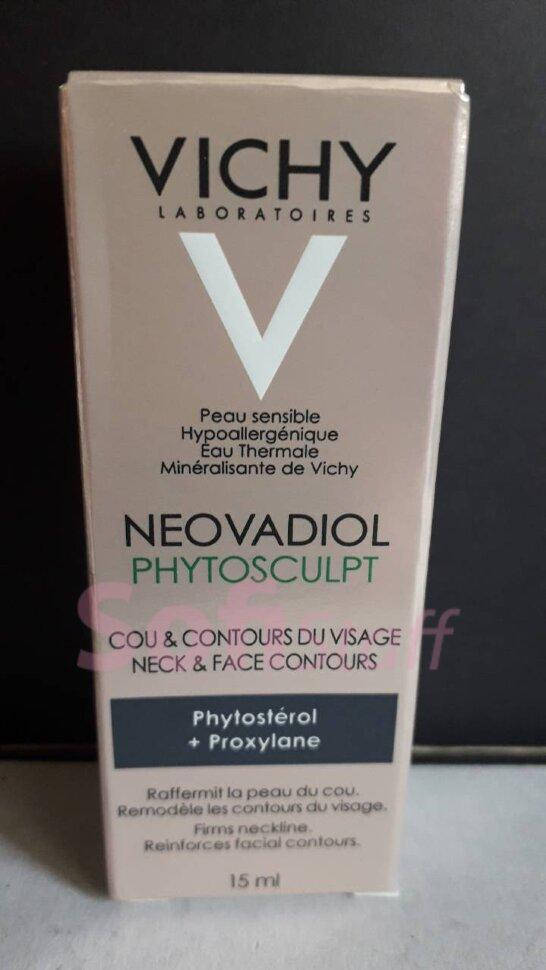 VICHY
LABORATOIRES
V
Peau sensible
Hypoallergénique
Eau Thermale
Minéralisante de Vichy
NEOVADIOL
PHYTOSCULPT
COU & CONTOURS DU VISAGE
NECK & FACE CONTOURS
Phytostérol
+ Proxylane
Raffermit la peau du cou.
Remodèle les contours du visage.
Firms neckline.
Reinforces facial contours.
15 ml